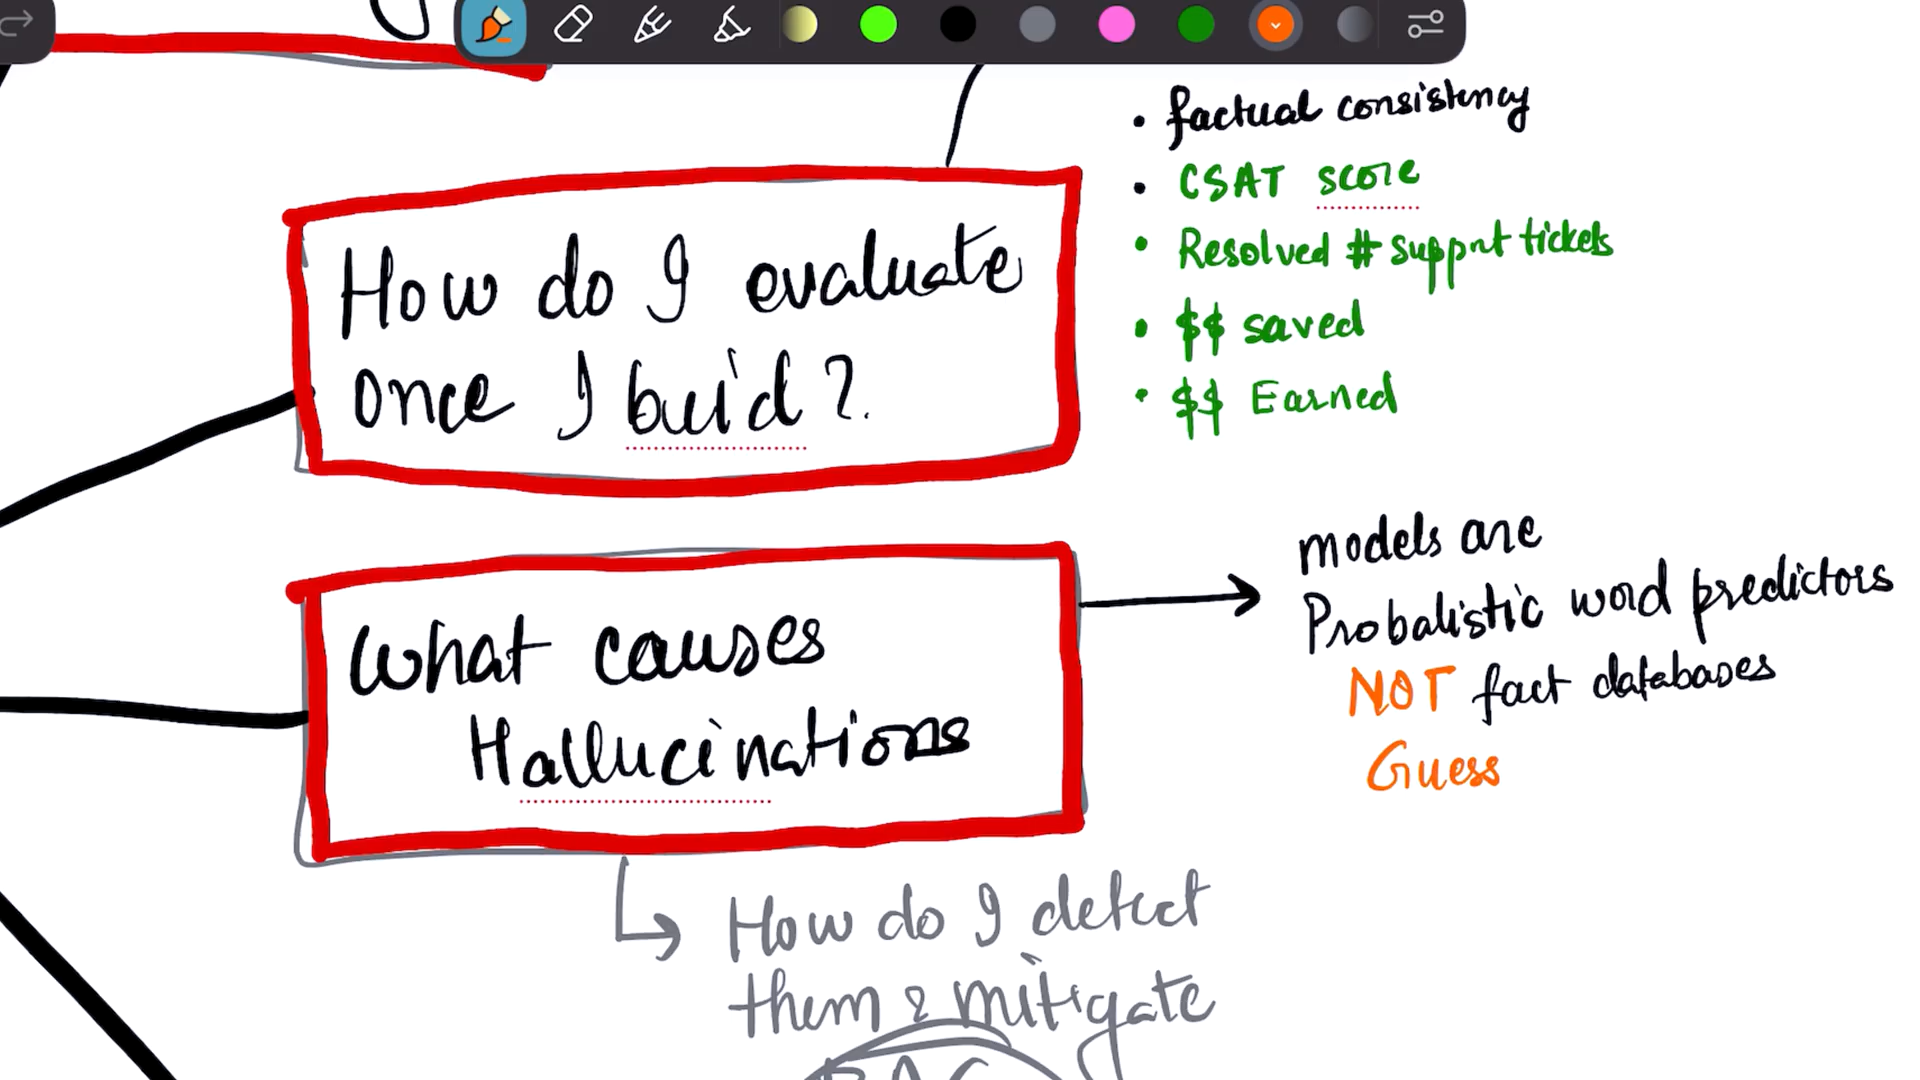 • factual consistency
• CSAT score
• Resolved # support tickets
• $$ saved
• $$ Earned
How do I evaluate
once I build?
What causes
Hallucinations
models are
Probalistic word predictors
NOT fact databases
Guess
How do I detect
them & mitigate